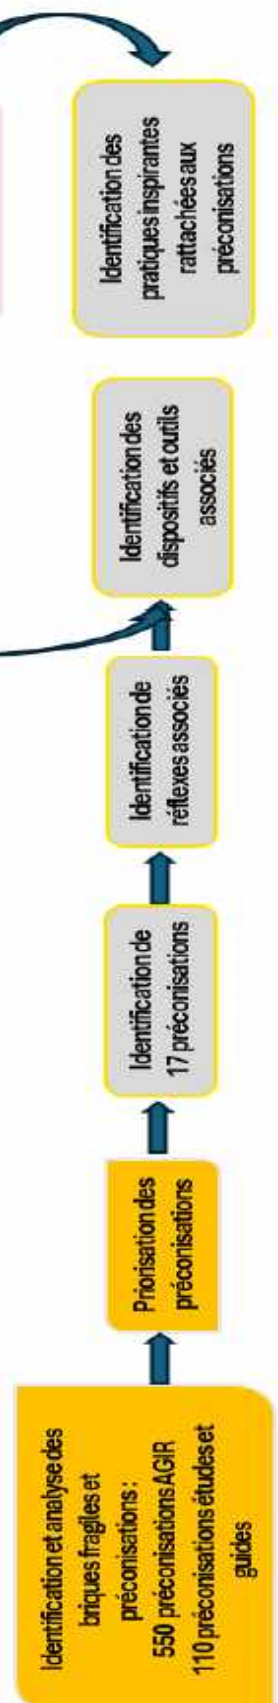 Identification et analyse des
briques fragiles et
préconisations :
550 préconisations AGIR
110 préconisations études et
guides
Priorisation des
préconisations
Identification de
17 préconisations
Identification de
réflexes associés
Identification des
dispositifs et outils
associés
Identification des
pratiques inspirantes
rattachées aux
préconisations